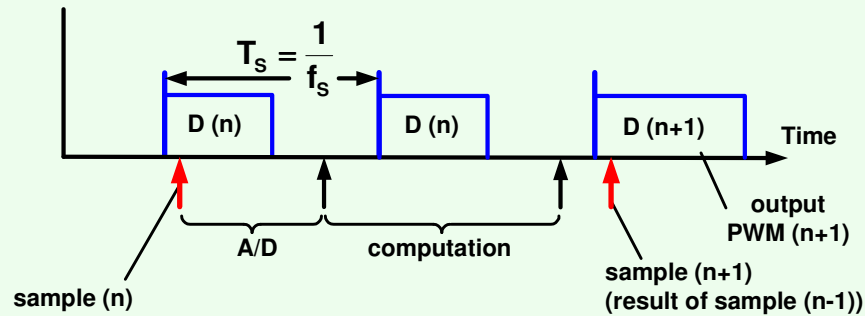 T_S = 1/f_S
D (n)
D (n)
D (n+1)
Time
A/D
computation
output
PWM (n+1)
sample (n)
sample (n+1)
(result of sample (n-1))